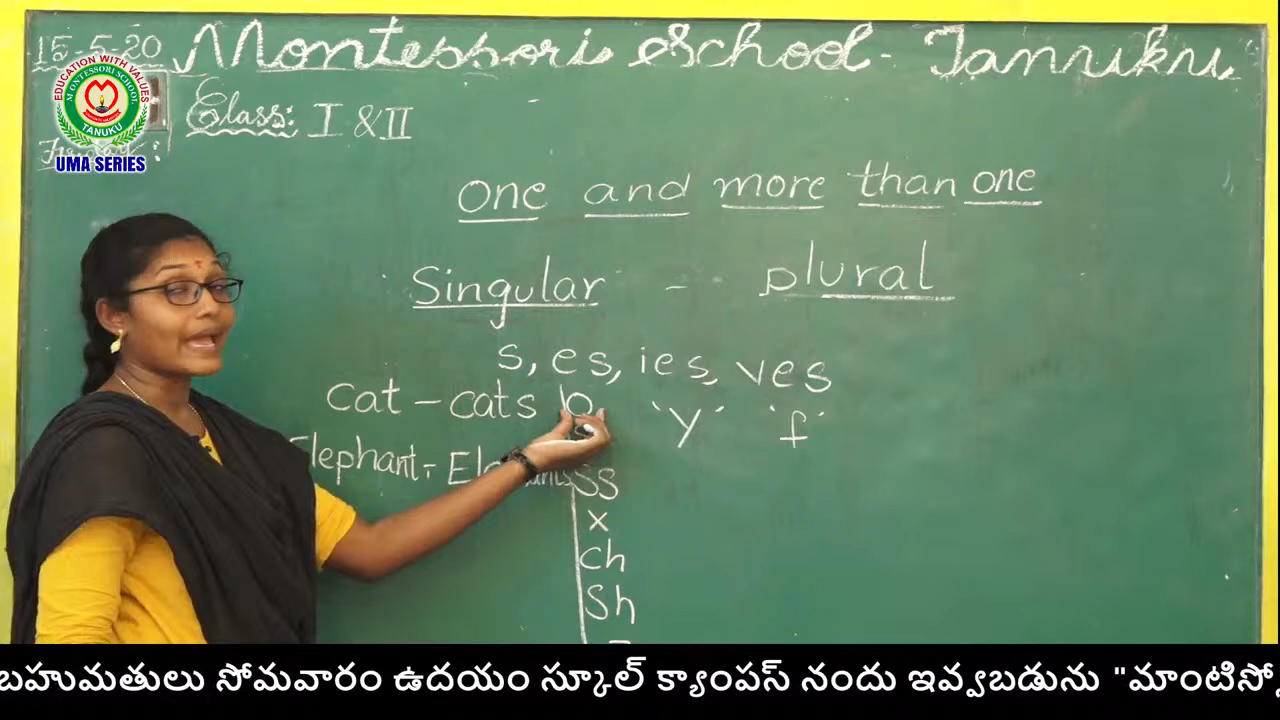 15-5-20 Montessori School - Tanuku
EDUCATION WITH VALUES
MONTESSORI SCHOOL
TANUKU
UMA SERIES
Class: I & II
one and more than one
Singular - plural
s, es, ies, ves
cat - cats o 'Y' 'f'
Elephant -
ss
x
ch
Sh
బహుమతులు సోమవారం ఉదయం స్కూల్ క్యాంపస్ నందు ఇవ్వబడును "మాంటిస్సో